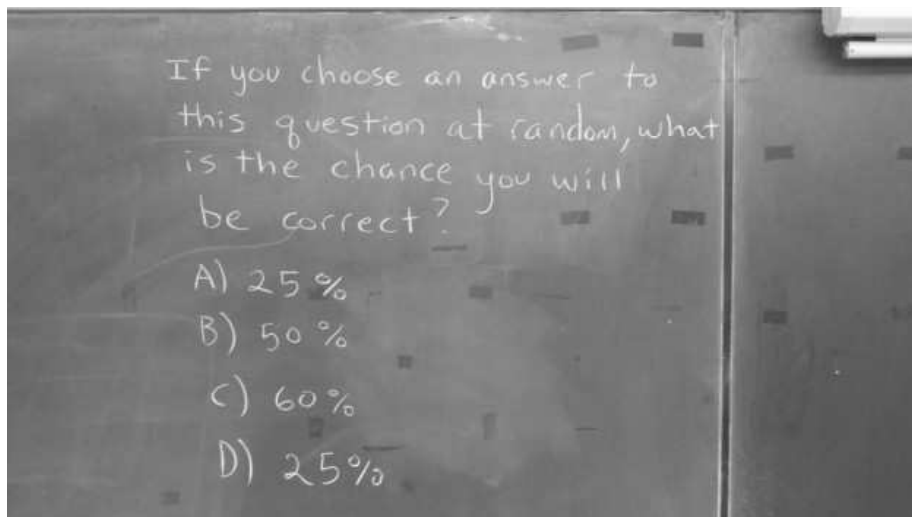 If you choose an answer to
this question at random, what
is the chance you will
be correct?
A) 25%
B) 50%
C) 60%
D) 25%